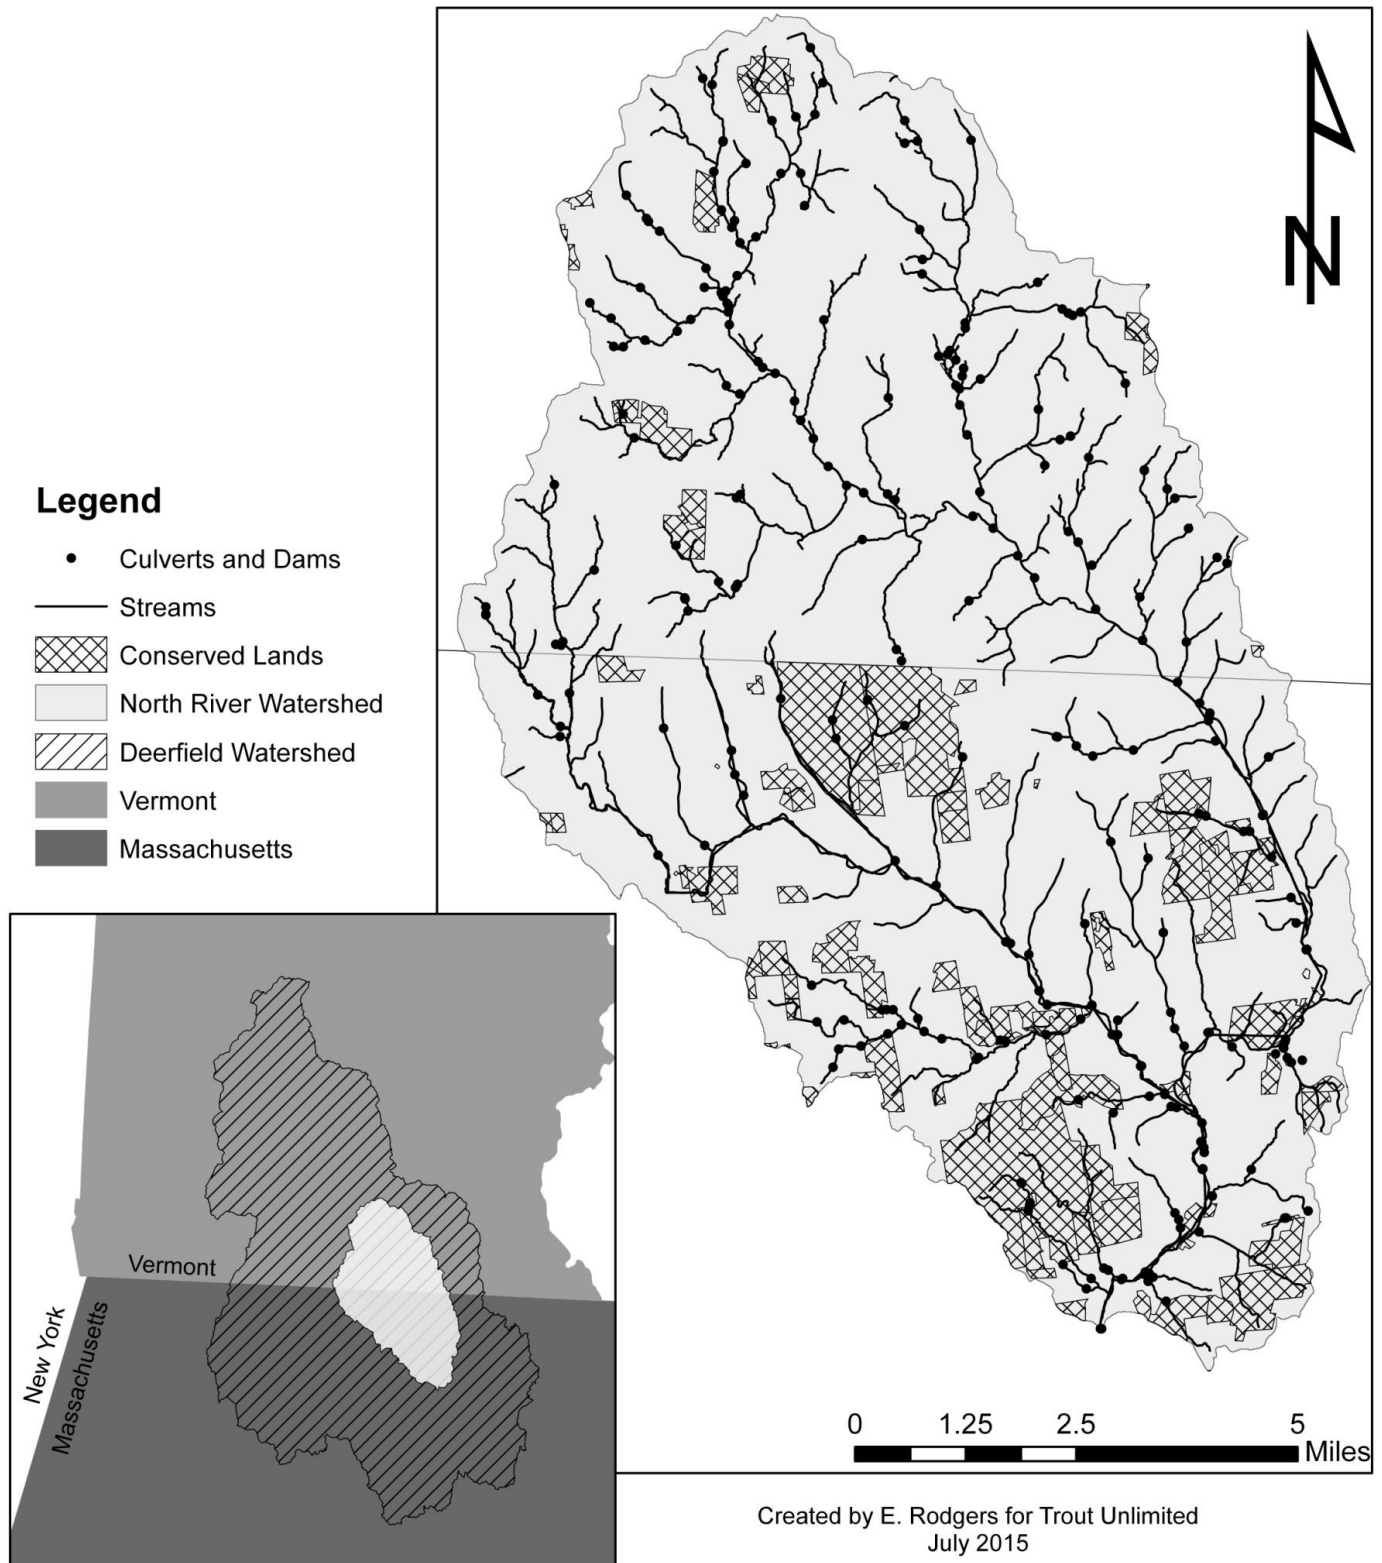 N
Legend
Culverts and Dams
Streams
Conserved Lands
North River Watershed
Deerfield Watershed
Vermont
Massachusetts
Vermont
New York
Massachusetts
0 1.25 2.5 5
Miles
Created by E. Rodgers for Trout Unlimited
July 2015